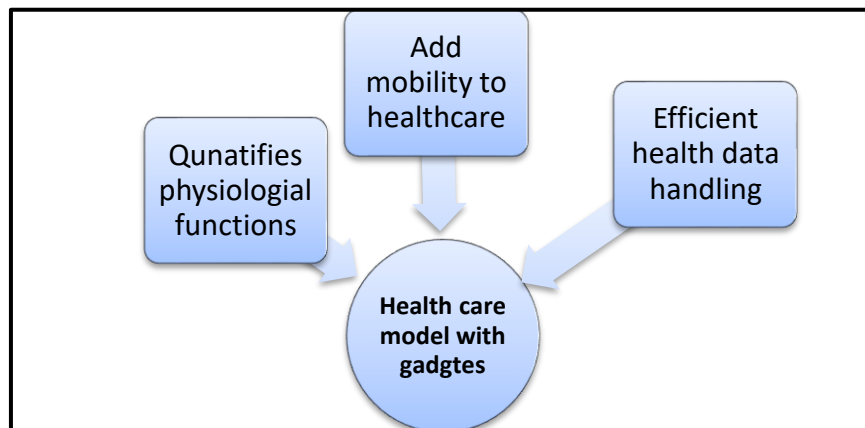 Add
mobility to
healthcare
Qunatifies
physiologial
functions
Efficient
health data
handling
Health care
model with
gadgtes